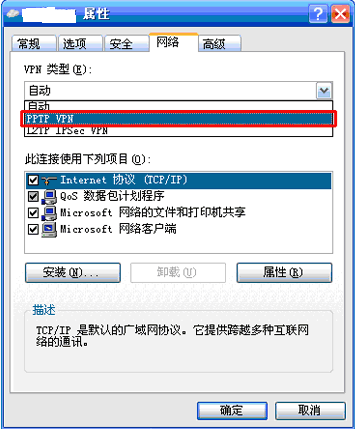 属性
常规 选项 安全 网络 高级
VPN 类型(E):
自动
自动
PPTP VPN
L2TP IPSec VPN
此连接使用下列项目(O):
Internet 协议 (TCP/IP)
QoS 数据包计划程序
Microsoft 网络的文件和打印机共享
Microsoft 网络客户端
安装(N)... 卸载(U) 属性(R)
描述
TCP/IP 是默认的广域网协议。它提供跨越多种互联网
络的通讯。
确定 取消